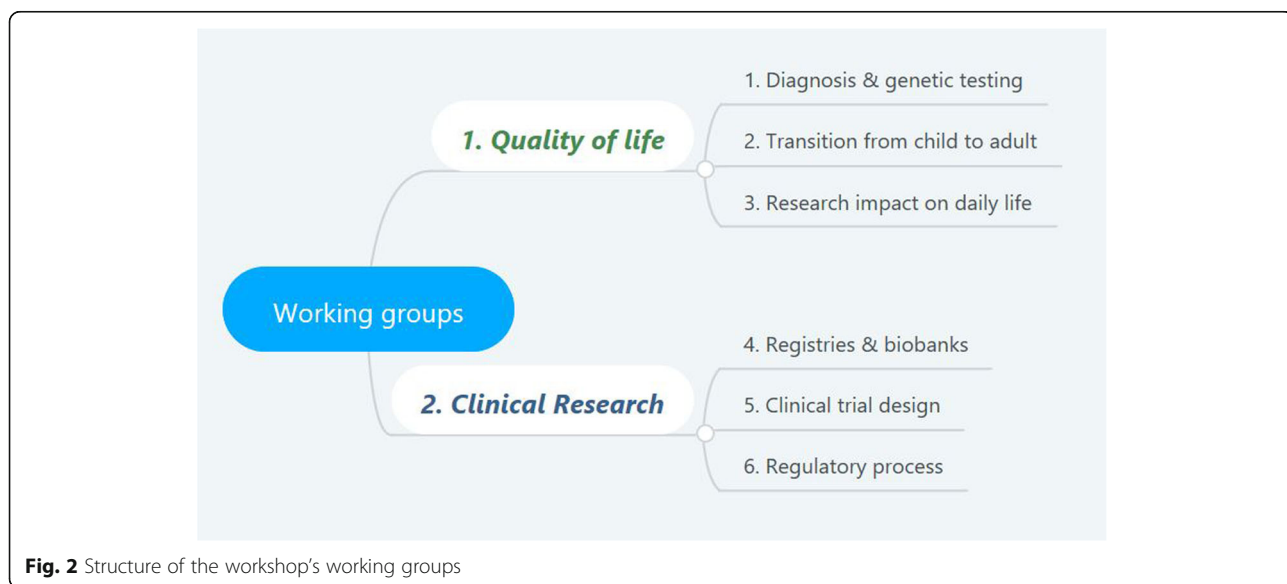 Working groups
1. Quality of life
1. Diagnosis & genetic testing
2. Transition from child to adult
3. Research impact on daily life
2. Clinical Research
4. Registries & biobanks
5. Clinical trial design
6. Regulatory process
Fig. 2 Structure of the workshop's working groups